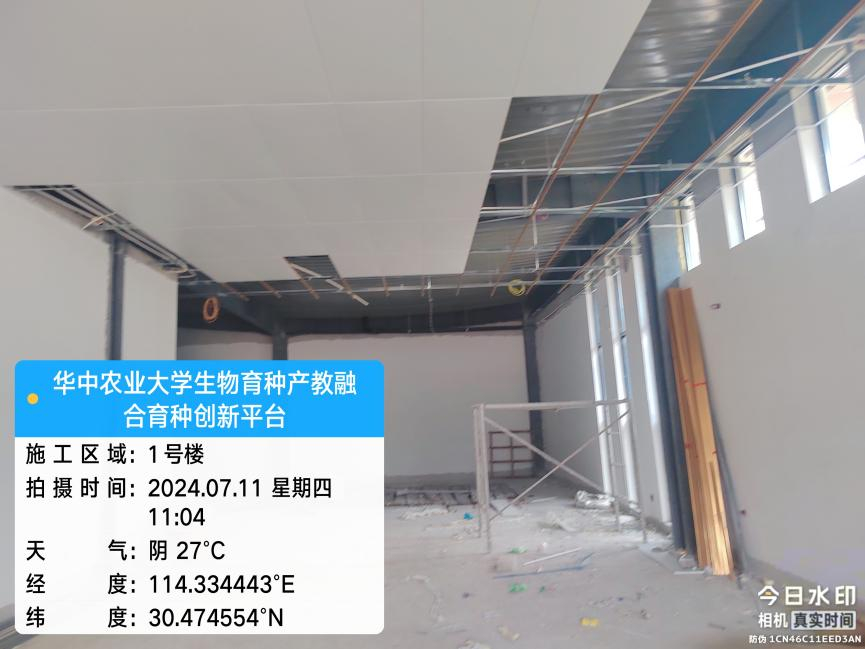 华中农业大学生物育种产教融
合育种创新平台
施工区域：1号楼
拍摄时间：2024.07.11 星期四
11:04
天气：阴 27°C
经度：114.334443°E
纬度：30.474554°N
今日水印
相机 真实时间
防伪 1CN46C11EED3AN